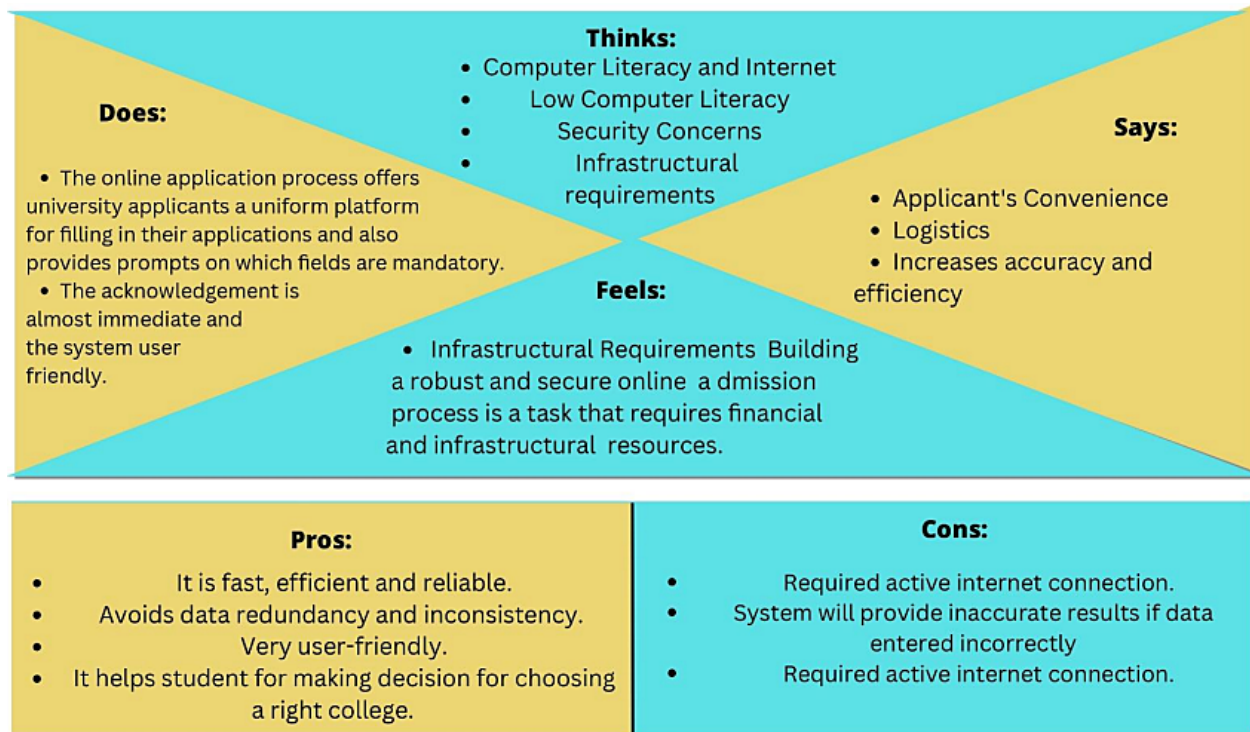 Thinks:
• Computer Literacy and Internet
• Low Computer Literacy
• Security Concerns
• Infrastructural
requirements
Does:
• The online application process offers
university applicants a uniform platform
for filling in their applications and also
provides prompts on which fields are mandatory.
• The acknowledgement is
almost immediate and
the system user
friendly.
Says:
• Applicant's Convenience
• Logistics
• Increases accuracy and
efficiency
Feels:
• Infrastructural Requirements Building
a robust and secure online a dmission
process is a task that requires financial
and infrastructural resources.
Pros:
• It is fast, efficient and reliable.
• Avoids data redundancy and inconsistency.
• Very user-friendly.
• It helps student for making decision for choosing
a right college.
Cons:
• Required active internet connection.
• System will provide inaccurate results if data
entered incorrectly
• Required active internet connection.